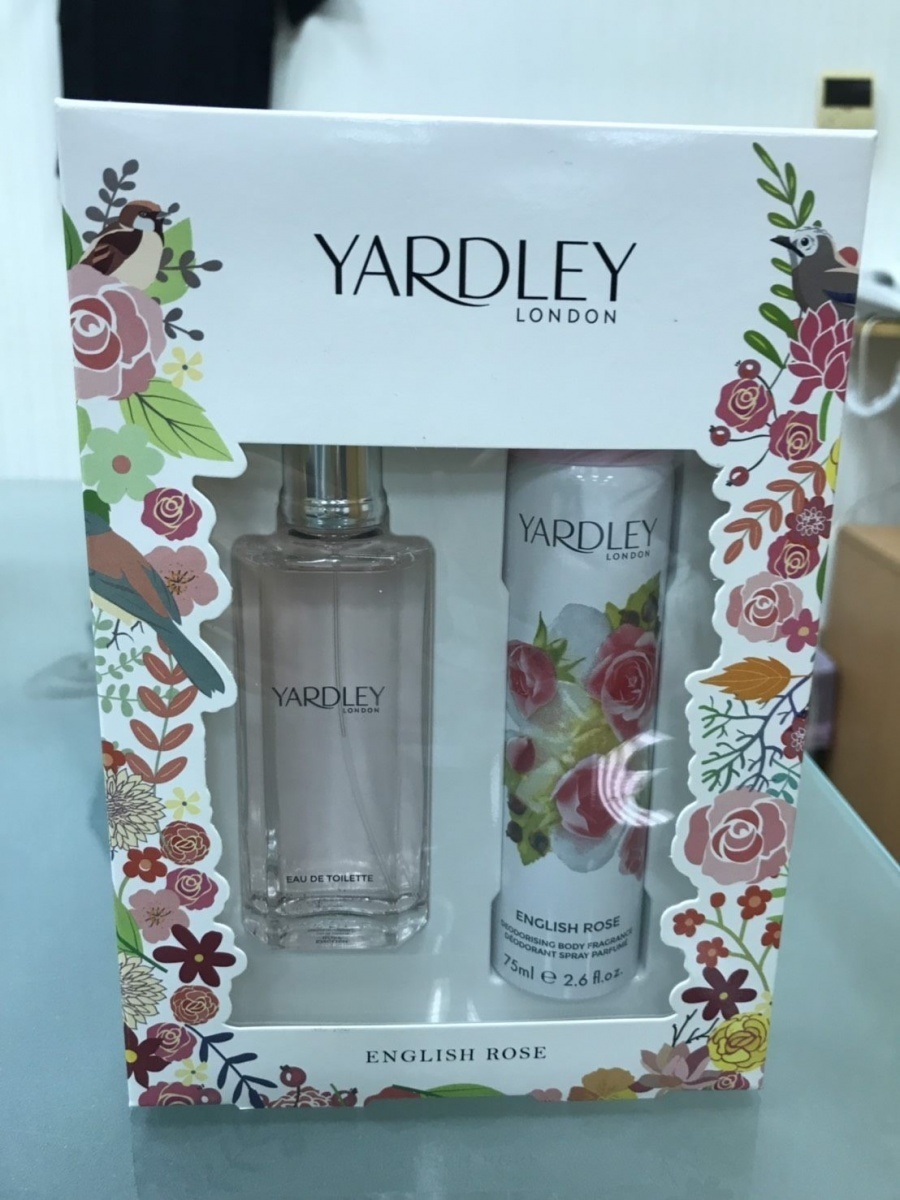 YARDLEY
LONDON
YARDLEY
LONDON
EAU DE TOILETTE
YARDLEY
LONDON
ENGLISH ROSE
DEODORISING BODY FRAGRANCE
DÉODORANT SPRAY PARFUMÉ
75ml e 2.6 fl.oz.
ENGLISH ROSE